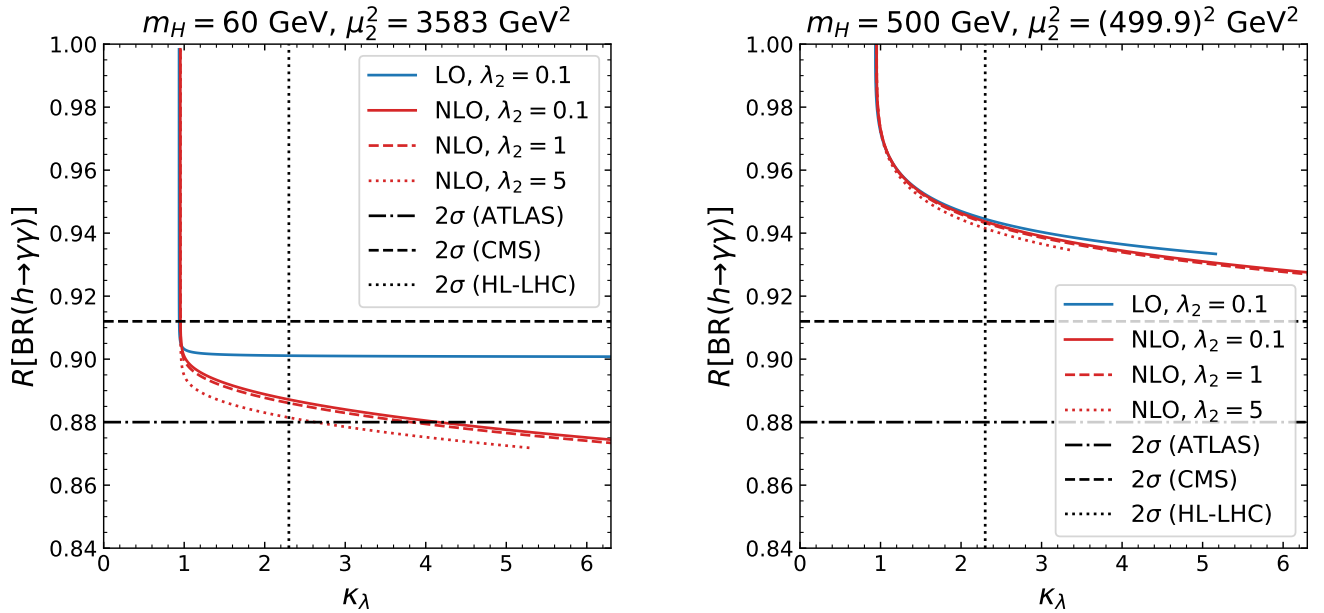 m_H = 60 GeV, μ_2^2 = 3583 GeV^2
1.00
0.98
0.96
0.94
0.92
0.90
0.88
0.86
0.84
R[BR(h→γγ)]
LO, λ_2 = 0.1
NLO, λ_2 = 0.1
NLO, λ_2 = 1
NLO, λ_2 = 5
2σ (ATLAS)
2σ (CMS)
2σ (HL-LHC)
0 1 2 3 4 5 6
κ_λ
m_H = 500 GeV, μ_2^2 = (499.9)^2 GeV^2
1.00
0.98
0.96
0.94
0.92
0.90
0.88
0.86
0.84
R[BR(h→γγ)]
LO, λ_2 = 0.1
NLO, λ_2 = 0.1
NLO, λ_2 = 1
NLO, λ_2 = 5
2σ (ATLAS)
2σ (CMS)
2σ (HL-LHC)
0 1 2 3 4 5 6
κ_λ